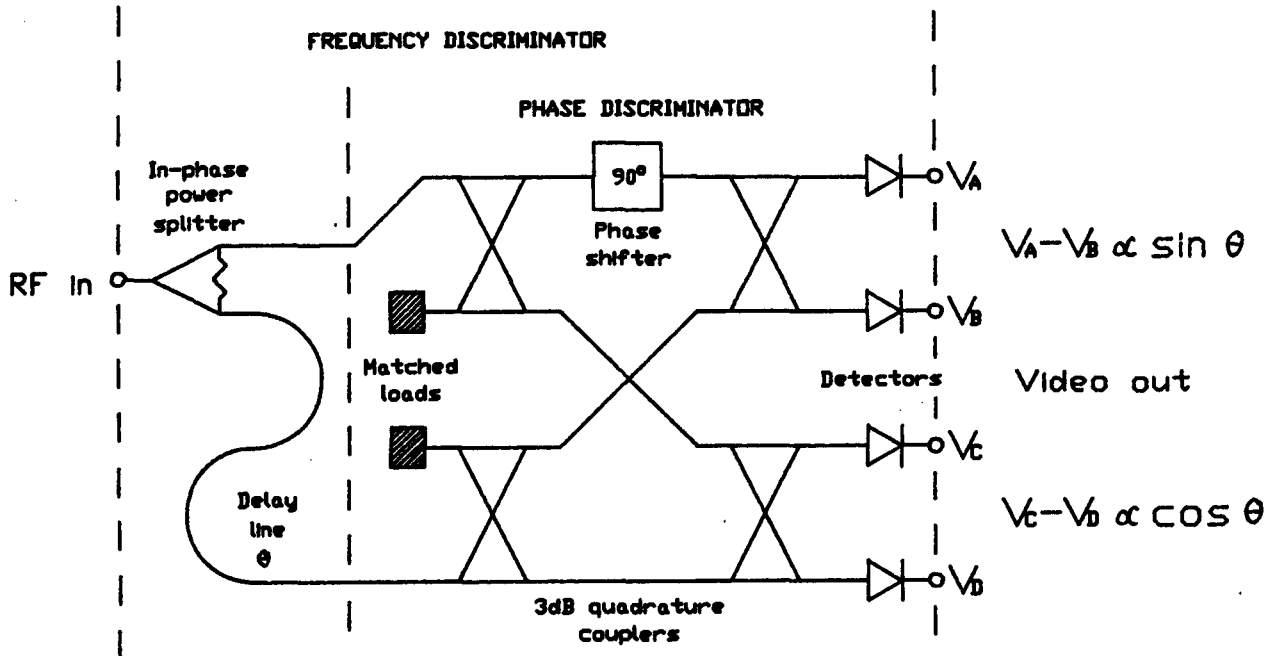 FREQUENCY DISCRIMINATOR
PHASE DISCRIMINATOR
In-phase
power
splitter
90°
Phase
shifter
VA
VA-VB ∝ sin θ
RF in
VB
Matched
loads
Detectors
Video out
VC
Delay
line
θ
VC-VD ∝ cos θ
VD
3dB quadrature
couplers